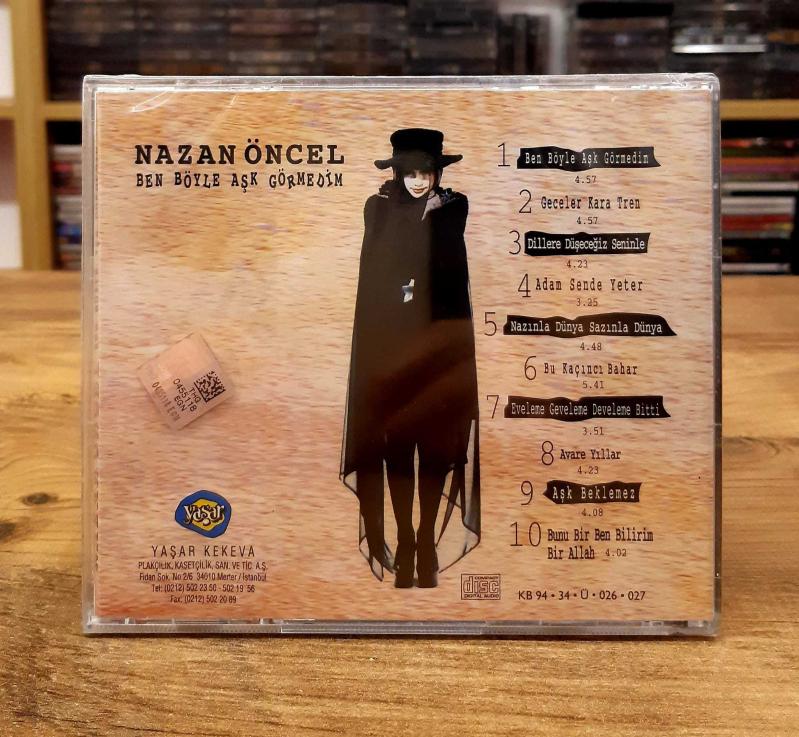 NAZAN ÖNCEL
BEN BÖYLE AŞK GÖRMEDİM
1 Ben Böyle Aşk Görmedim
4.57
2 Geceler Kara Tren
4.57
3 Dillere Düşeceğiz Seninle
4.23
4 Adam Sende Yeter
3.25
5 Nazınla Dünya Sazınla Dünya
4.48
6 Bu Kaçıncı Bahar
5.41
7 Eveleme Geveleme Develeme Bitti
3.51
8 Avare Yıllar
4.23
9 Aşk Beklemez
4.08
10 Bunu Bir Ben Bilirim
Bir Allah 4.02
THG
0455118
EGN
yaşar
YAŞAR KEKEVA
PLAKÇILIK, KASETÇİLİK, SAN. VE TİC. A.Ş.
Fidan Sok. No:2/6 34010 Merter / İstanbul
Tel: (0212) 502 23 50 - 502 19 56
Fax: (0212) 502 20 89
COMPACT
disc
DIGITAL AUDIO
KB 94 • 34 • Ü • 026 • 027